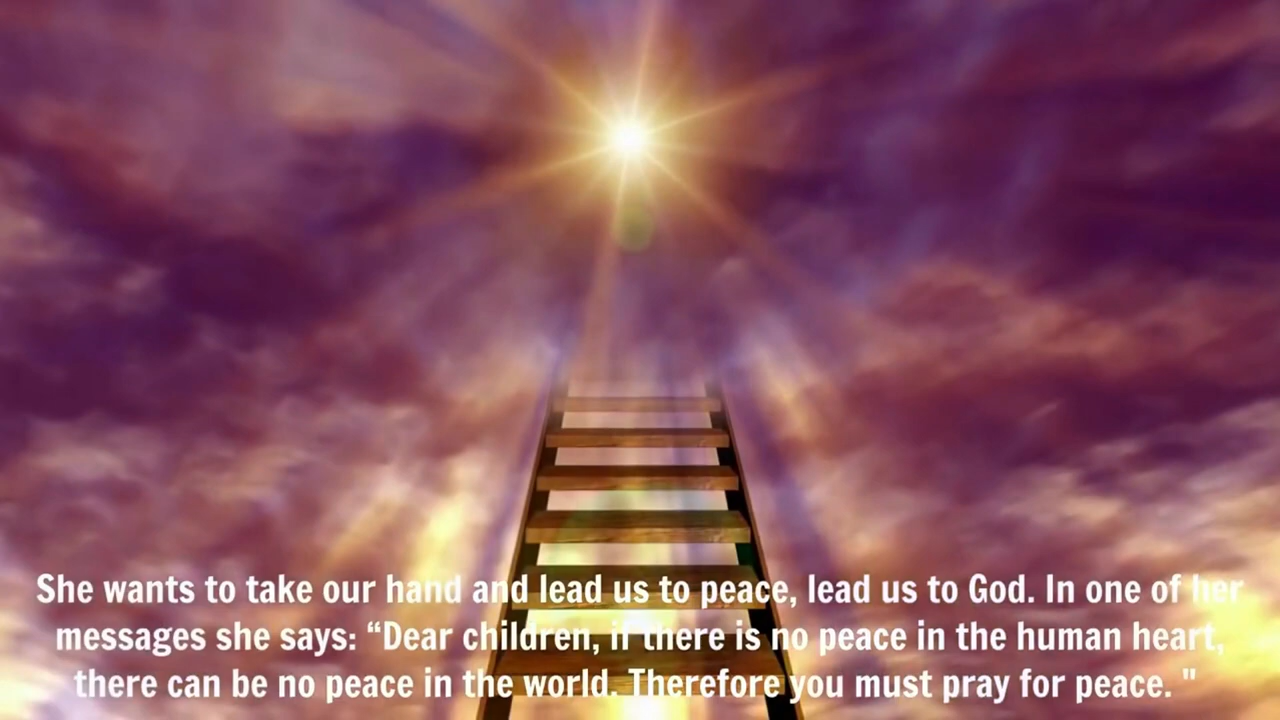 She wants to take our hand and lead us to peace, lead us to God. In one of her
messages she says: “Dear children, if there is no peace in the human heart,
there can be no peace in the world. Therefore you must pray for peace. "